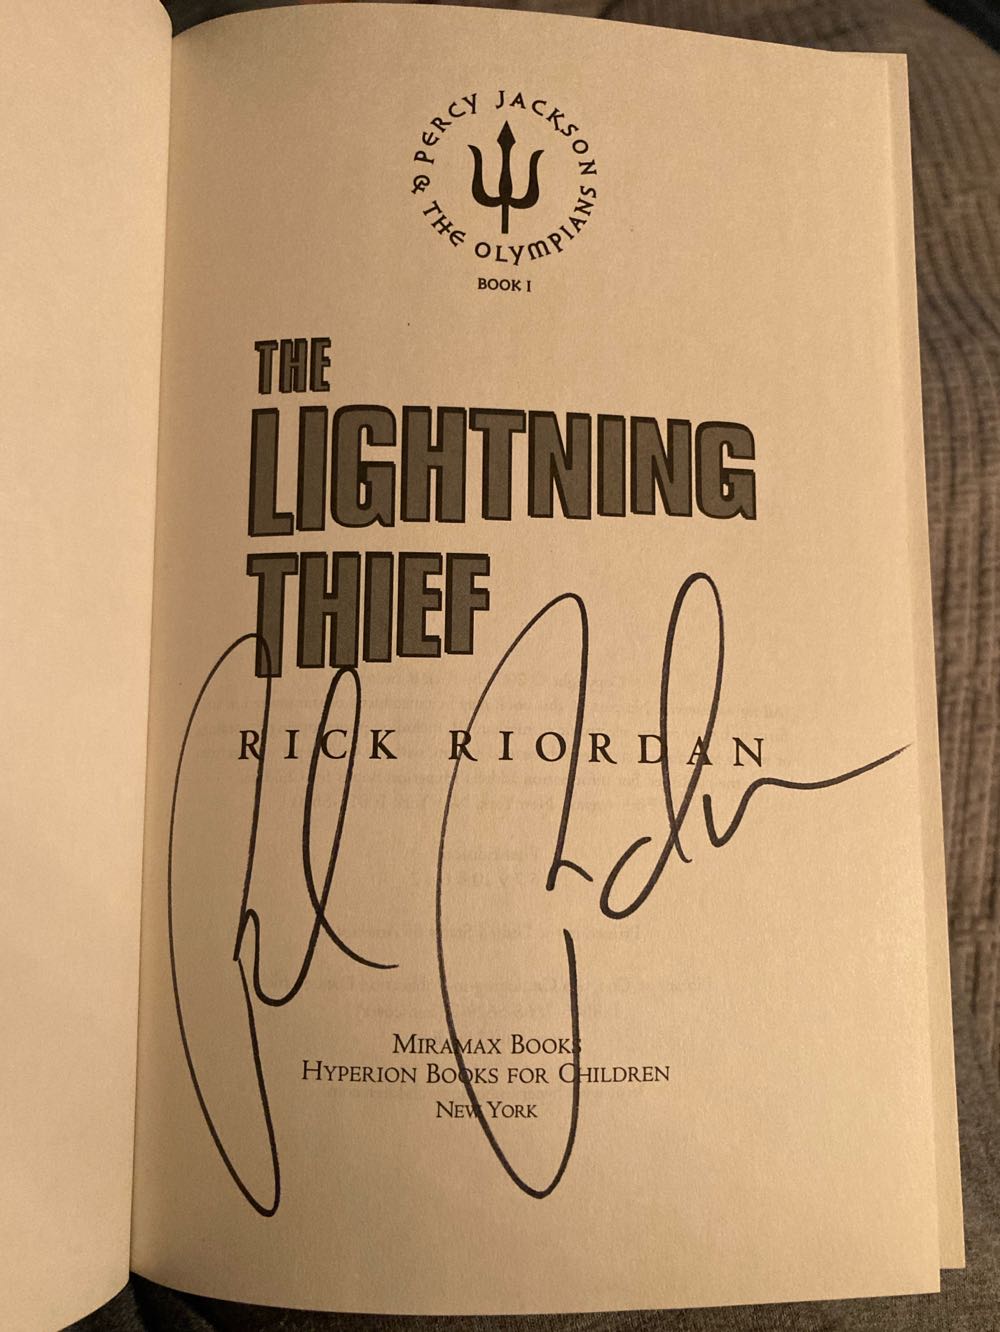 PERCY JACKSON & THE OLYMPIANS
BOOK I
THE
LIGHTNING
THIEF
RICK RIORDAN
MIRAMAX BOOKS
HYPERION BOOKS FOR CHILDREN
NEW YORK